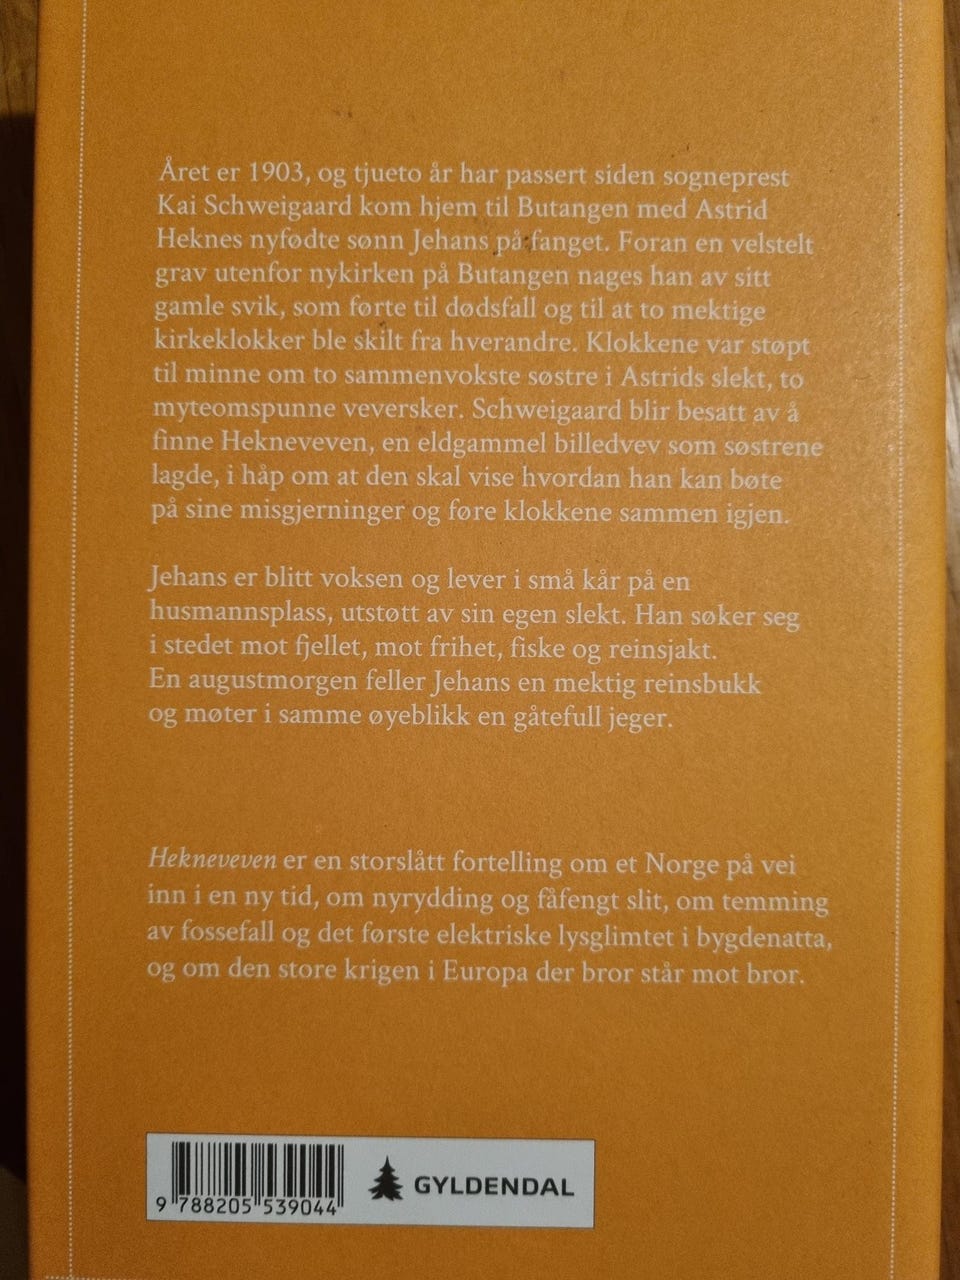 Året er 1903, og tjueto år har passert siden sogneprest
Kai Schweigaard kom hjem til Butangen med Astrid
Heknes nyfødte sønn Jehans på fanget. Foran en velstelt
grav utenfor nykirken på Butangen nages han av sitt
gamle svik, som førte til dødsfall og til at to mektige
kirkeklokker ble skilt fra hverandre. Klokkene var støpt
til minne om to sammenvokste søstre i Astrids slekt, to
myteomspunne veversker. Schweigaard blir besatt av å
finne Hekneveven, en eldgammel billedvev som søstrene
lagde, i håp om at den skal vise hvordan han kan bøte
på sine misgjerninger og føre klokkene sammen igjen.
Jehans er blitt voksen og lever i små kår på en
husmannsplass, utstøtt av sin egen slekt. Han søker seg
i stedet mot fjellet, mot frihet, fiske og reinsjakt.
En augustmorgen feller Jehans en mektig reinsbukk
og møter i samme øyeblikk en gåtefull jeger.
Hekneveven er en storslått fortelling om et Norge på vei
inn i en ny tid, om nyrydding og fåfengt slit, om temming
av fossefall og det første elektriske lysglimtet i bygdenatta,
og om den store krigen i Europa der bror står mot bror.
9 788205 539044
GYLDENDAL